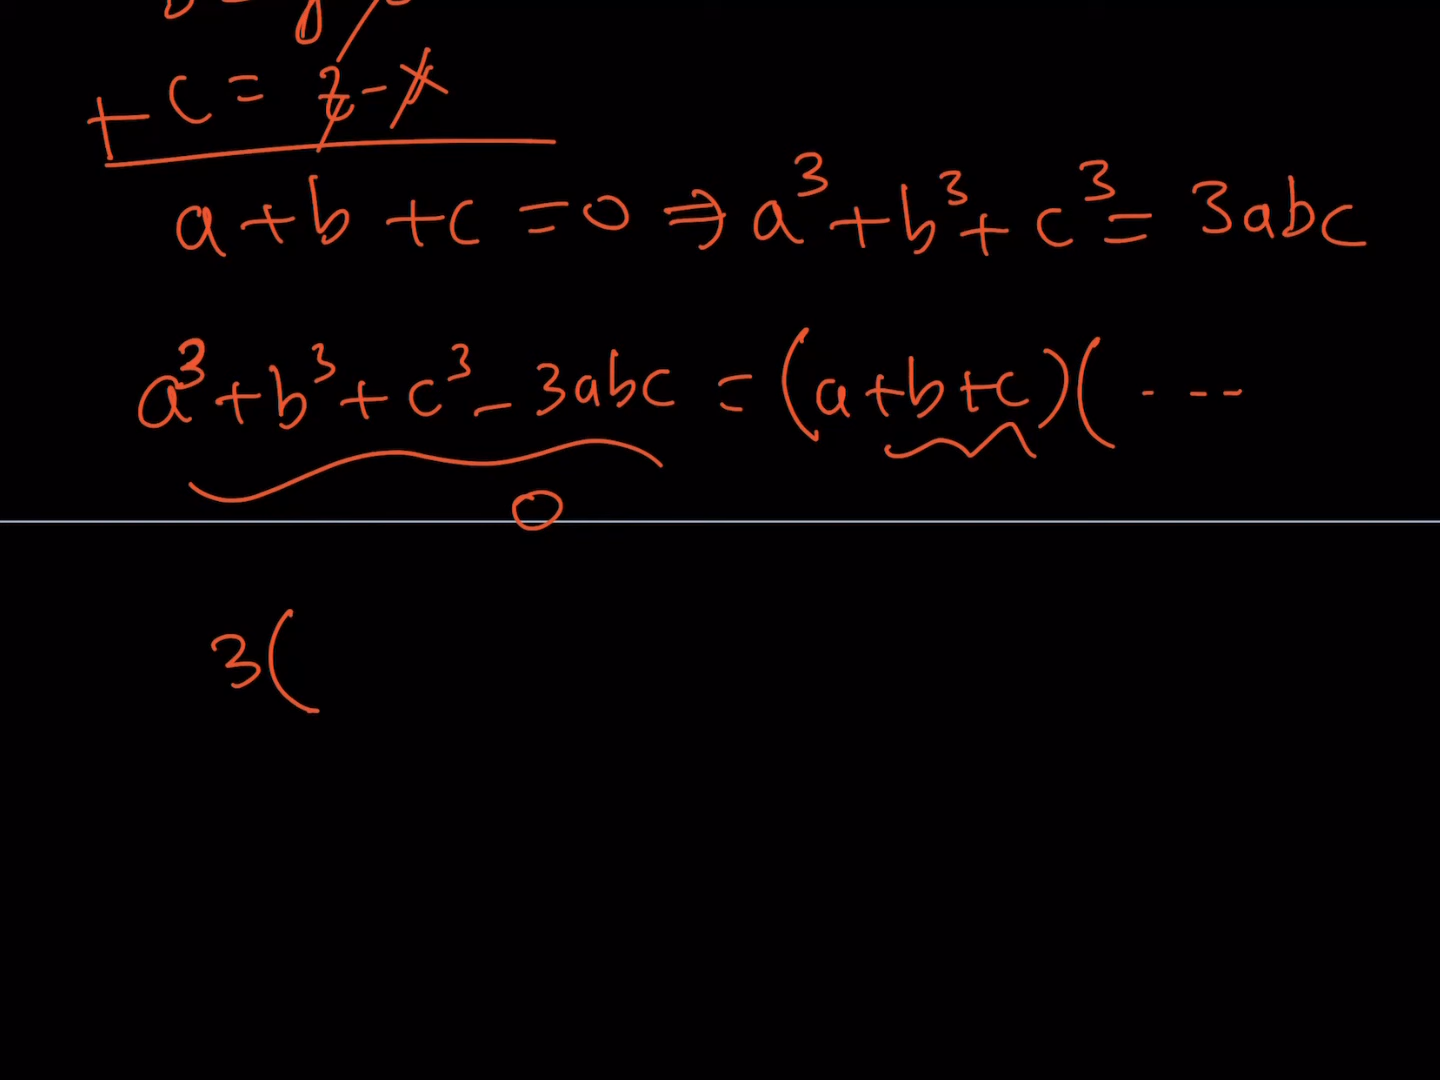 + c = z - x
a + b + c = 0 ⇒ a³ + b³ + c³ = 3abc
a³ + b³ + c³ - 3abc = (a+b+c)( - - -
0
3(